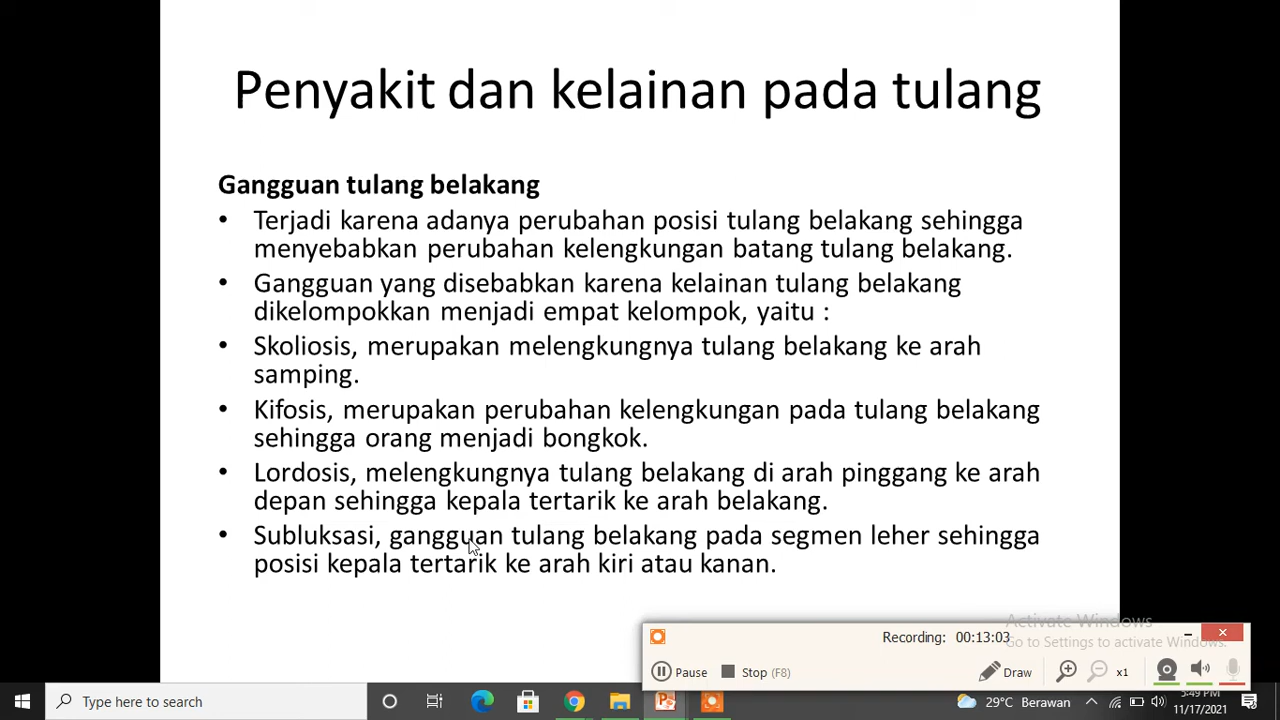 Penyakit dan kelainan pada tulang
Gangguan tulang belakang
• Terjadi karena adanya perubahan posisi tulang belakang sehingga
menyebabkan perubahan kelengkungan batang tulang belakang.
• Gangguan yang disebabkan karena kelainan tulang belakang
dikelompokkan menjadi empat kelompok, yaitu :
• Skoliosis, merupakan melengkungnya tulang belakang ke arah
samping.
• Kifosis, merupakan perubahan kelengkungan pada tulang belakang
sehingga orang menjadi bongkok.
• Lordosis, melengkungnya tulang belakang di arah pinggang ke arah
depan sehingga kepala tertarik ke arah belakang.
• Subluksasi, gangguan tulang belakang pada segmen leher sehingga
posisi kepala tertarik ke arah kiri atau kanan.
Activate Windows
Go to Settings to activate Windows.
Recording: 00:13:03
Pause Stop (F8) Draw x1
Type here to search
29°C Berawan
5:49 PM
11/17/2021